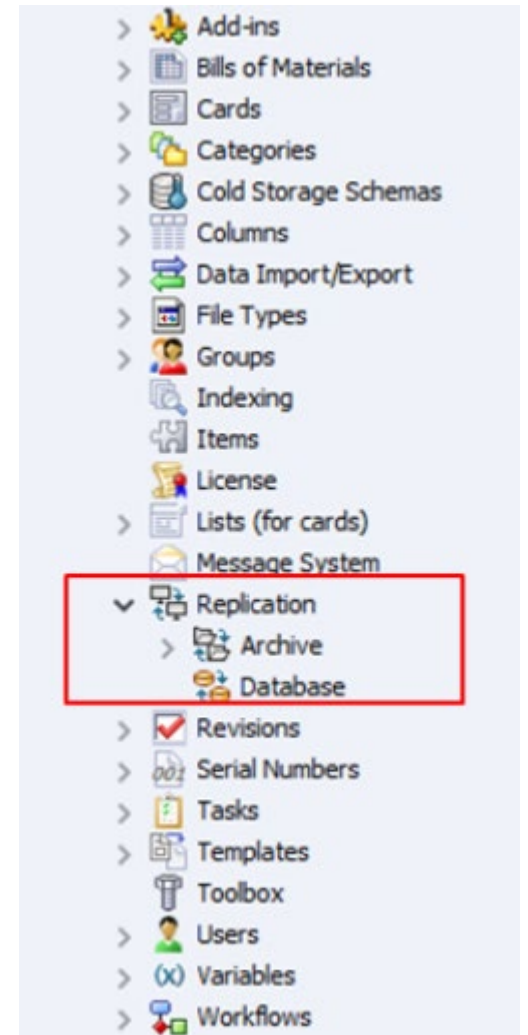 Add-ins
Bills of Materials
Cards
Categories
Cold Storage Schemas
Columns
Data Import/Export
File Types
Groups
Indexing
Items
License
Lists (for cards)
Message System
Replication
Archive
Database
Revisions
001 Serial Numbers
Tasks
Templates
Toolbox
Users
(x) Variables
Workflows